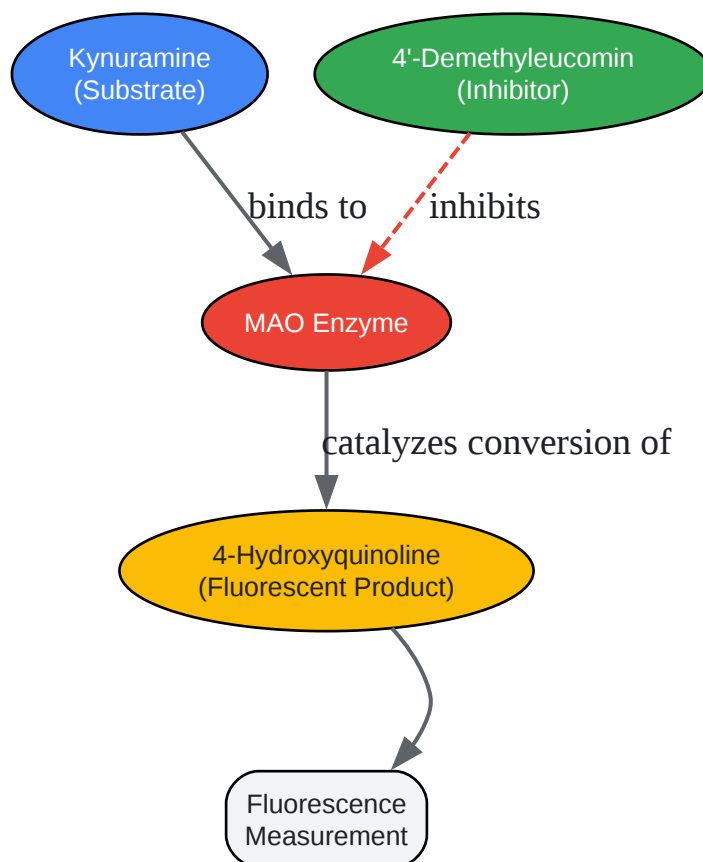 Kynuramine
(Substrate)
4'-Demethyleucomin
(Inhibitor)
binds to
inhibits
MAO Enzyme
catalyzes conversion of
4-Hydroxyquinoline
(Fluorescent Product)
Fluorescence
Measurement